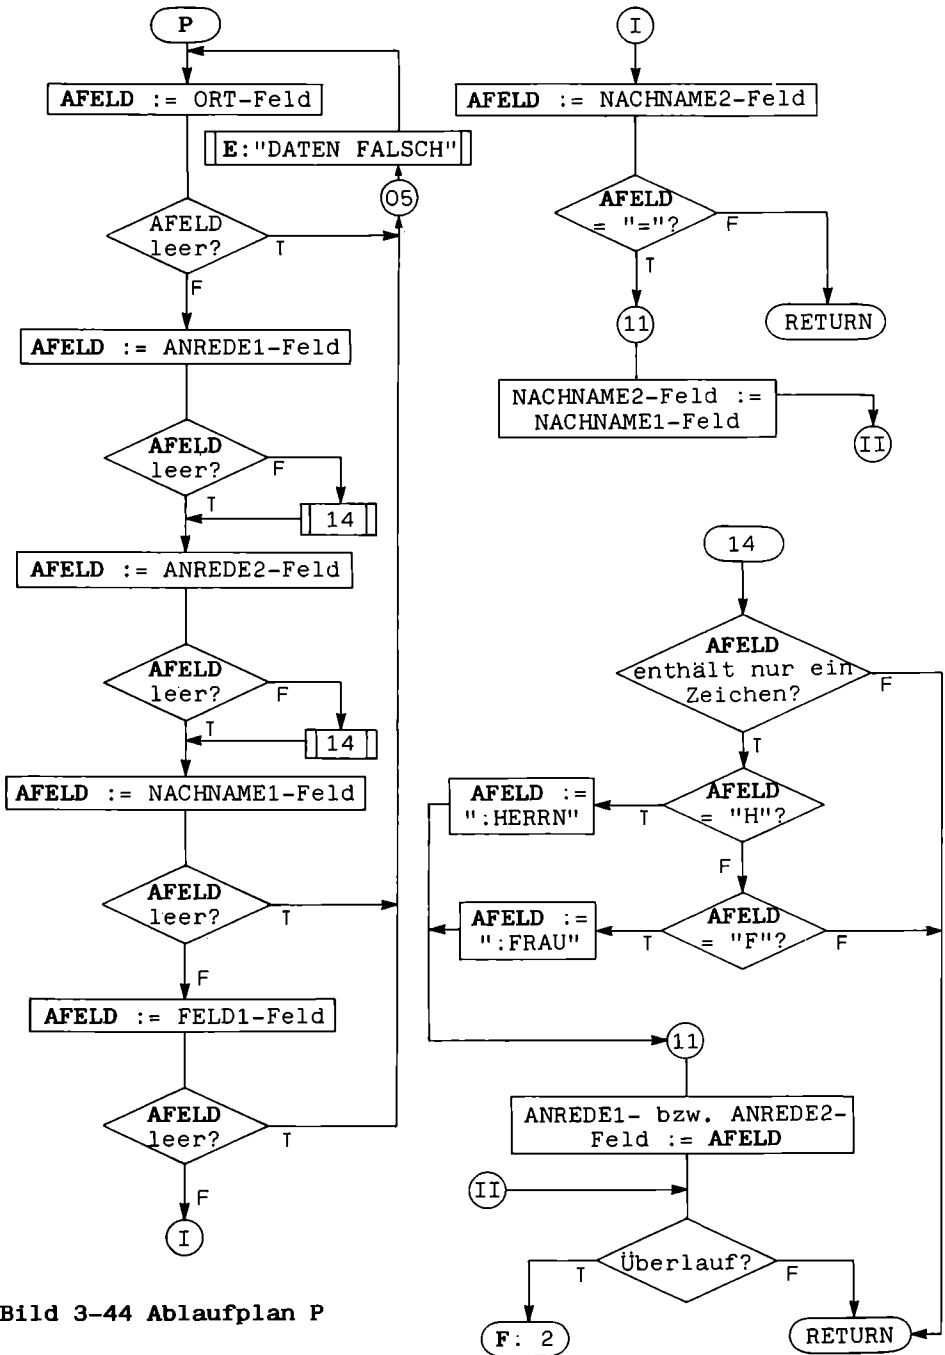 P
AFELD := ORT-Feld
E:"DATEN FALSCH"
05
AFELD
leer?
T
F
AFELD := ANREDE1-Feld
AFELD
leer?
F
T
14
AFELD := ANREDE2-Feld
AFELD
leer?
F
T
14
AFELD := NACHNAME1-Feld
AFELD
leer?
T
F
AFELD := FELD1-Feld
AFELD
leer?
T
F
I
I
AFELD := NACHNAME2-Feld
AFELD
= "="?
F
T
11
RETURN
NACHNAME2-Feld :=
NACHNAME1-Feld
II
14
AFELD
enthält nur ein
Zeichen?
F
T
AFELD
= "H"?
T
AFELD :=
":HERRN"
F
AFELD
= "F"?
T
F
AFELD :=
":FRAU"
11
ANREDE1- bzw. ANREDE2-
Feld := AFELD
II
Überlauf?
T
F
F: 2
RETURN
Bild 3-44 Ablaufplan P